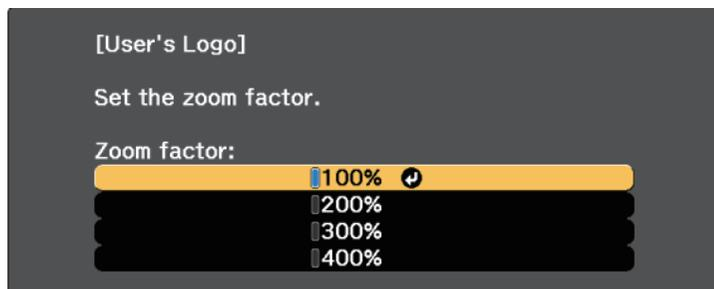 [User's Logo]
Set the zoom factor.
Zoom factor:
100%
200%
300%
400%